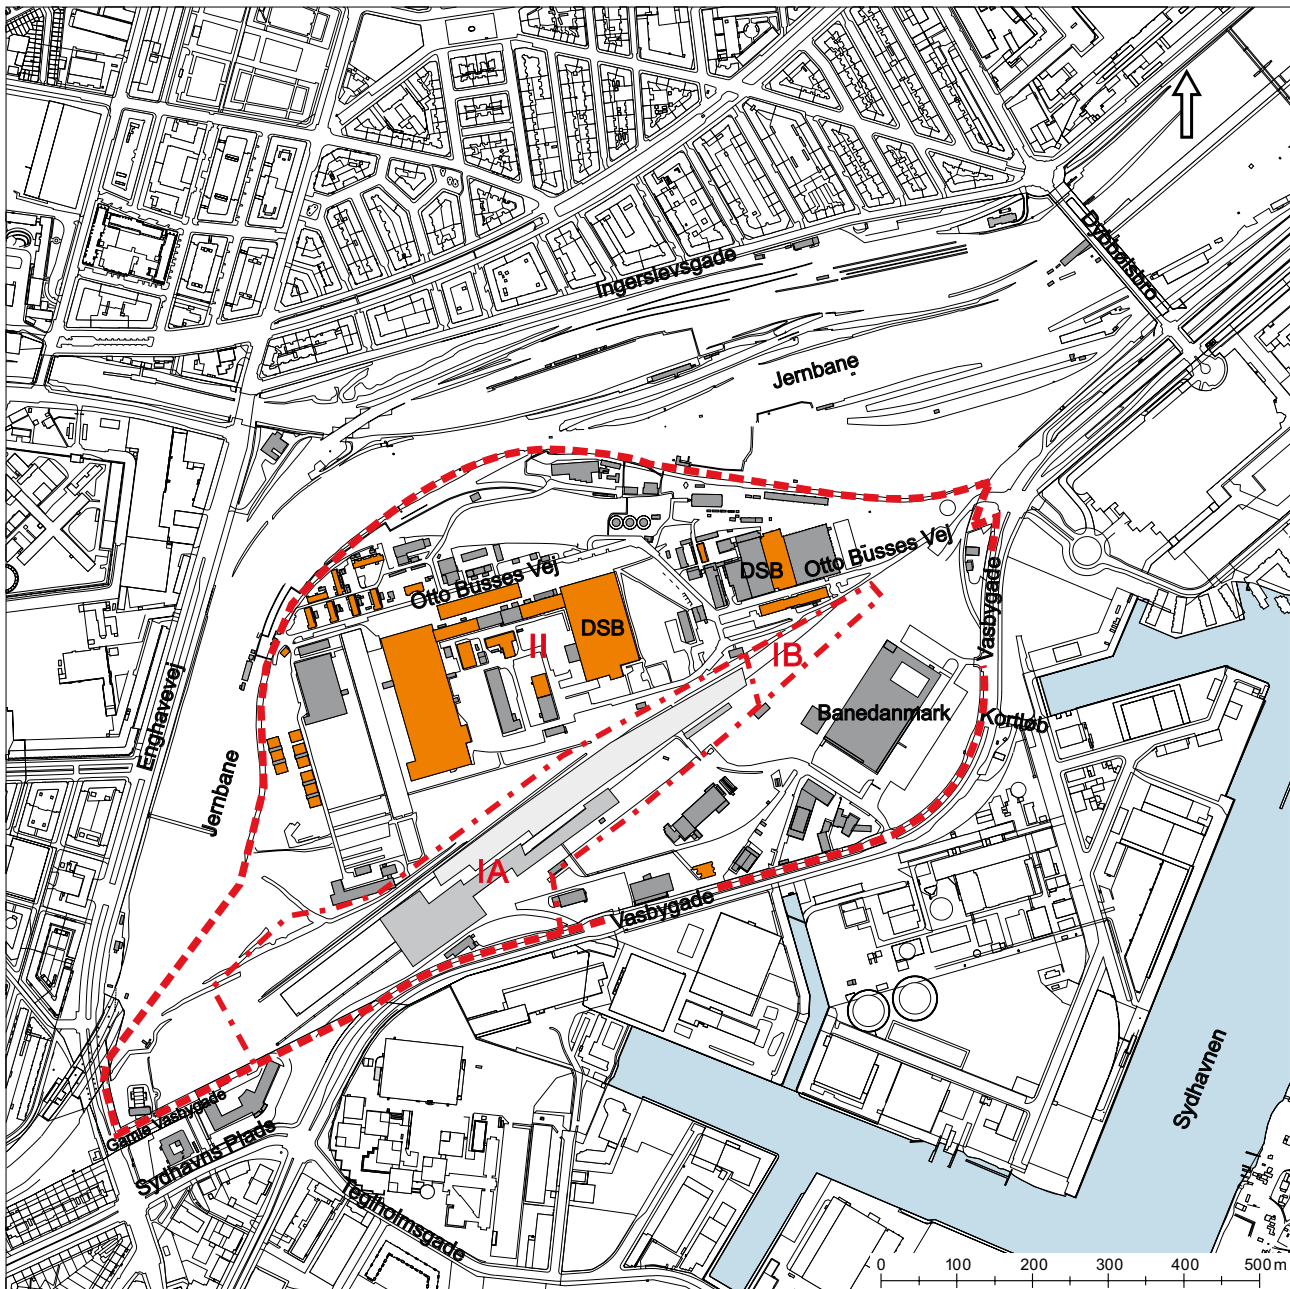 Dybbølsbro
Ingerslevsgade
Jernbane
Otto Busses Vej
DSB
Otto Busses Vej
DSB
II
IB
Vasbygade
Enghavevej
Jernbane
Banedanmark
Kortløb
IA
Vasbygade
Sydhavnen
Gamle Vasbygade
Sydhavns Plads
Teglholmsgade
0 100 200 300 400 500 m